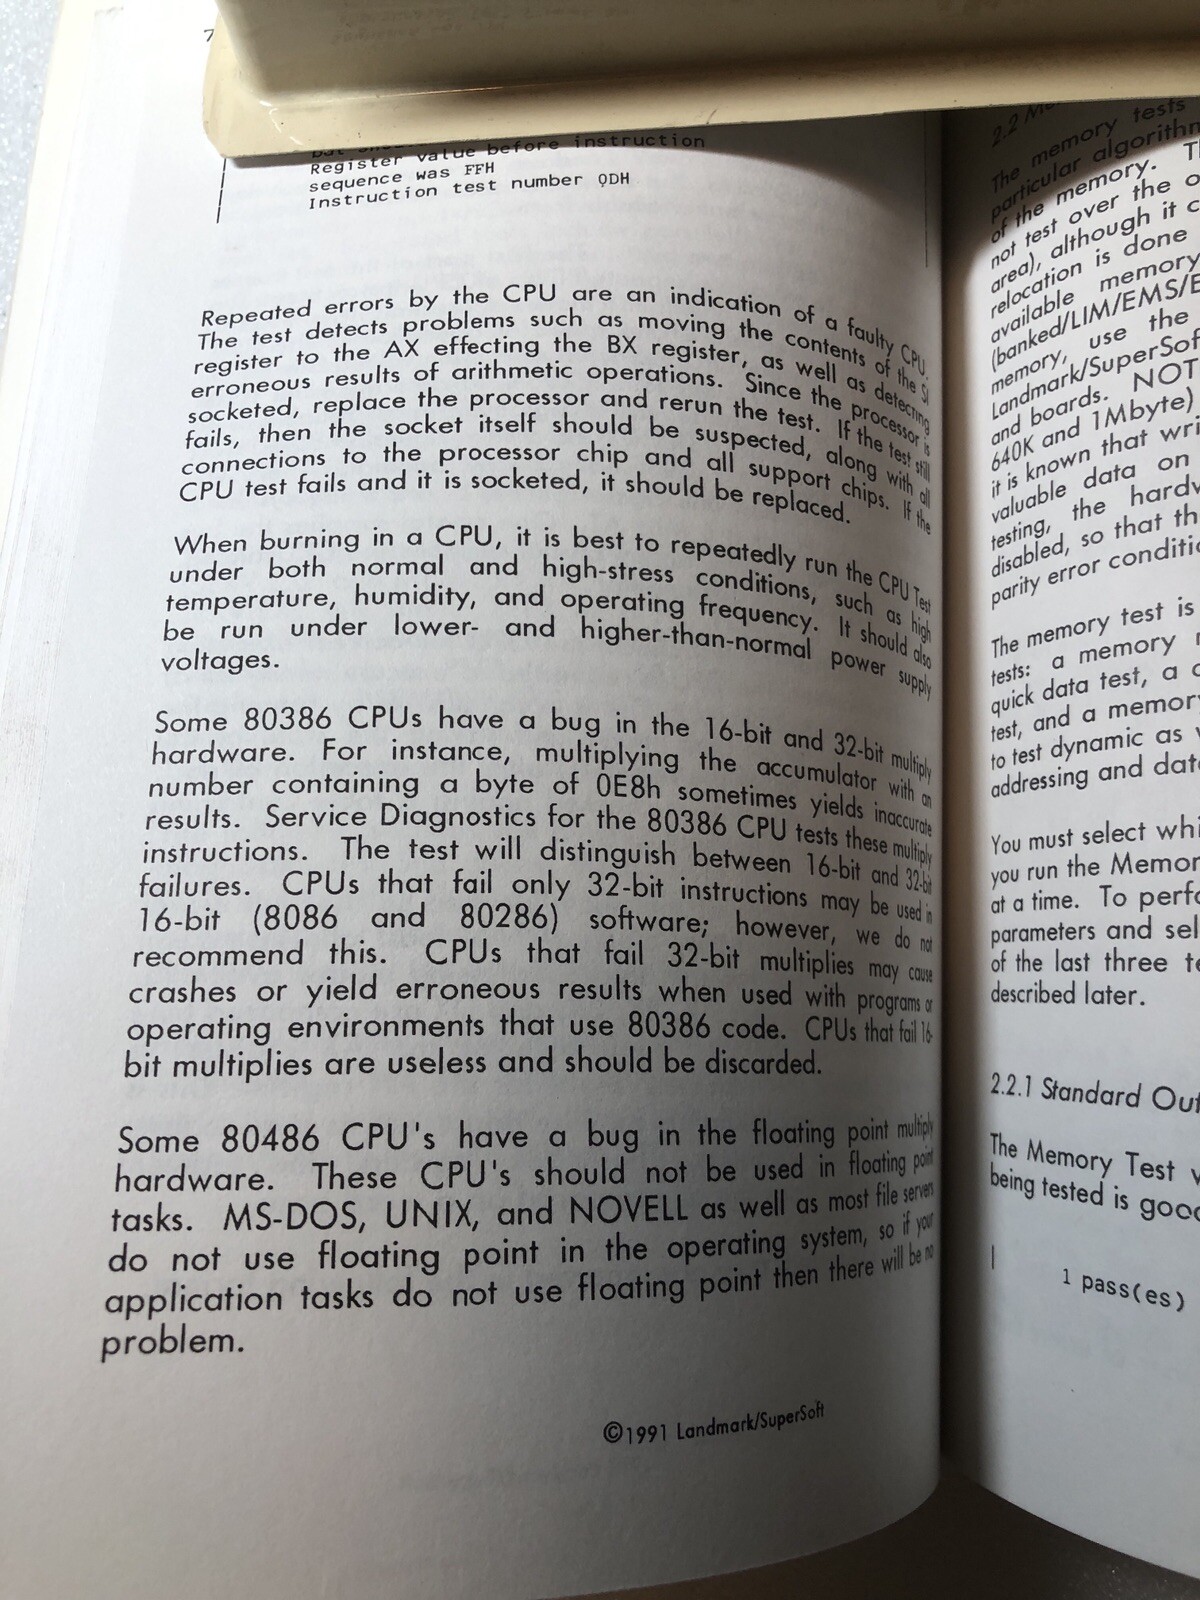 7
Register value before instruction
sequence was FFH
Instruction test number 0DH
Repeated errors by the CPU are an indication of a faulty CPU.
The test detects problems such as moving the contents of the SI
register to the AX effecting the BX register, as well as detecting
erroneous results of arithmetic operations. Since the processor is
socketed, replace the processor and rerun the test. If the test still
fails, then the socket itself should be suspected, along with all
connections to the processor chip and all support chips. If the
CPU test fails and it is socketed, it should be replaced.
When burning in a CPU, it is best to repeatedly run the CPU Test
under both normal and high-stress conditions, such as high
temperature, humidity, and operating frequency. It should also
be run under lower- and higher-than-normal power supply
voltages.
Some 80386 CPUs have a bug in the 16-bit and 32-bit multiply
hardware. For instance, multiplying the accumulator with an
number containing a byte of 0E8h sometimes yields inaccurate
results. Service Diagnostics for the 80386 CPU tests these multiply
instructions. The test will distinguish between 16-bit and 32-bit
failures. CPUs that fail only 32-bit instructions may be used in
16-bit (8086 and 80286) software; however, we do not
recommend this. CPUs that fail 32-bit multiplies may cause
crashes or yield erroneous results when used with programs or
operating environments that use 80386 code. CPUs that fail 16-
bit multiplies are useless and should be discarded.
Some 80486 CPU's have a bug in the floating point multiply
hardware. These CPU's should not be used in floating point
tasks. MS-DOS, UNIX, and NOVELL as well as most file servers
do not use floating point in the operating system, so if your
application tasks do not use floating point then there will be no
problem.
©1991 Landmark/SuperSoft
2.2
The memory tests
particular algorithm
of the memory.
not test over the
area), although it
relocation is done
available memory
(banked/LIM/EMS/E
memory, use the
Landmark/SuperSof
and boards. NOT
640K and 1Mbyte)
it is known that wri
valuable data on
testing, the hardw
disabled, so that th
parity error conditi
The memory test is
tests: a memory
quick data test, a
test, and a memory
to test dynamic as
addressing and data
You must select whi
you run the Memor
at a time. To perfo
parameters and sel
of the last three te
described later.
2.2.1 Standard Out
The Memory Test
being tested is good
1 pass(es)